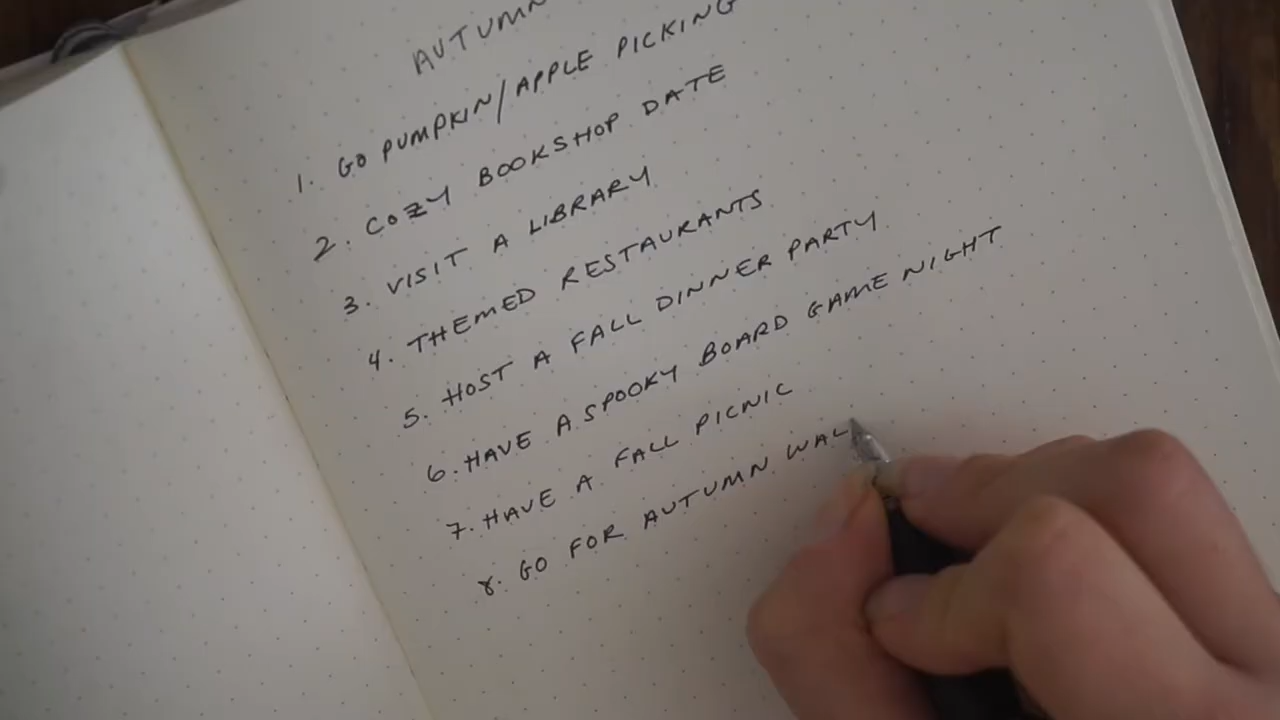 AUTUMN
1. GO PUMPKIN/APPLE PICKING
2. COZY BOOKSHOP DATE
3. VISIT A LIBRARY
4. THEMED RESTAURANTS
5. HOST A FALL DINNER PARTY
6. HAVE A SPOOKY BOARD GAME NIGHT
7. HAVE A FALL PICNIC
8. GO FOR AUTUMN WAL